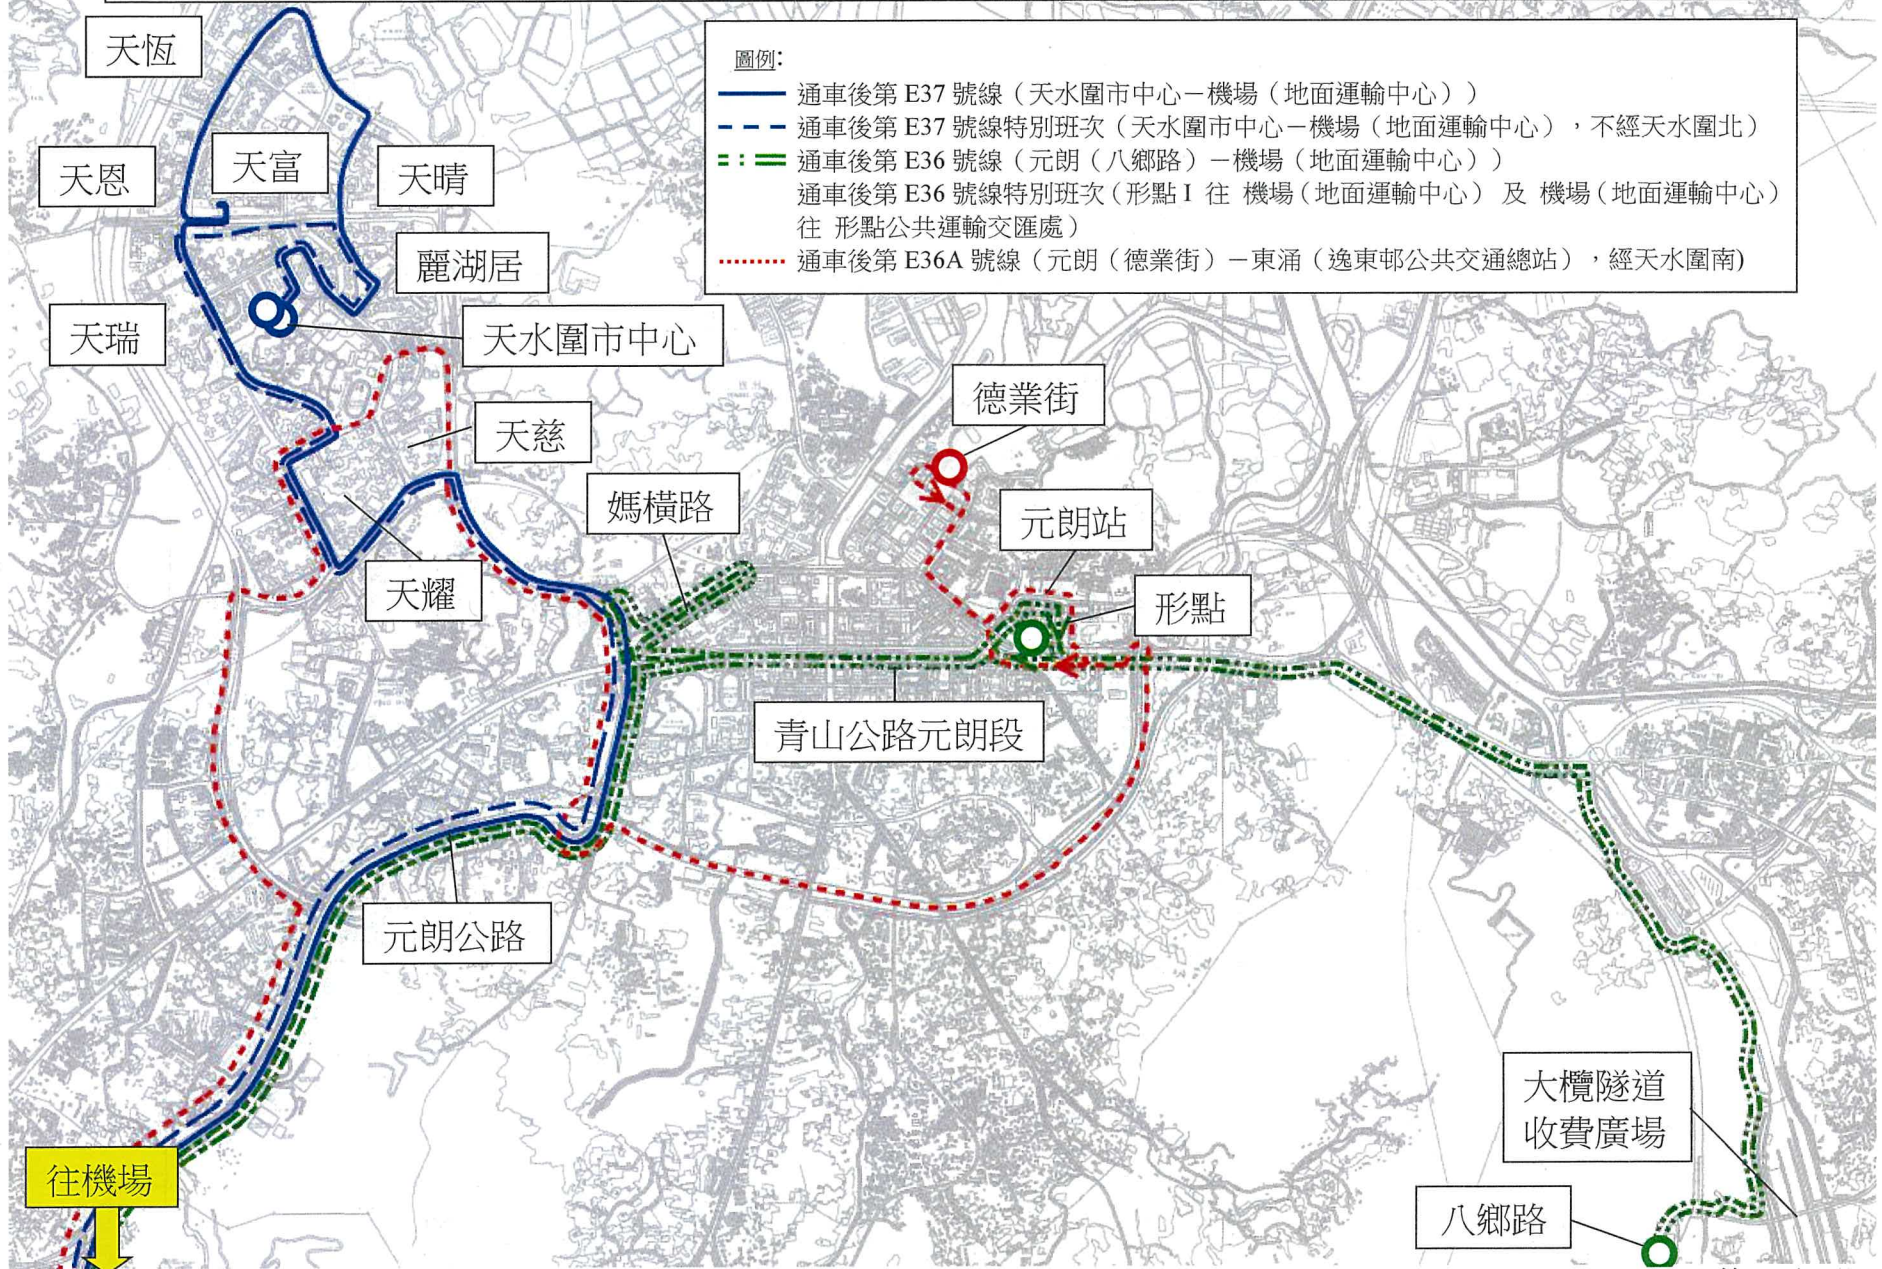 天恆
圖例:
通車後第 E37 號線（天水圍市中心－機場（地面運輸中心））
通車後第 E37 號線特別班次（天水圍市中心－機場（地面運輸中心），不經天水圍北）
通車後第 E36 號線（元朗（八鄉路）－機場（地面運輸中心））
通車後第 E36 號線特別班次（形點 I 往 機場（地面運輸中心） 及 機場（地面運輸中心）
往 形點公共運輸交匯處）
通車後第 E36A 號線（元朗（德業街）－東涌（逸東邨公共交通總站），經天水圍南)
天恩
天富
天晴
麗湖居
天瑞
天水圍市中心
德業街
天慈
媽橫路
元朗站
天耀
形點
青山公路元朗段
元朗公路
大欖隧道
收費廣場
往機場
八鄉路